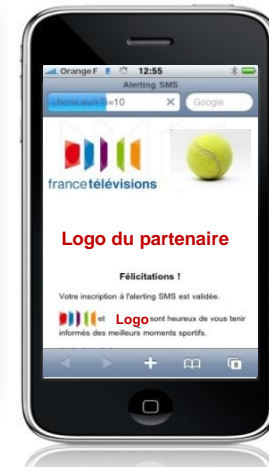 Orange F E 12:55
Alerting SMS
=10
Google
francetélévisions
Logo du partenaire
Félicitations !
Votre inscription à l'alerting SMS est validée.
et Logo sont heureux de vous tenir
informés des meilleurs moments sportifs.